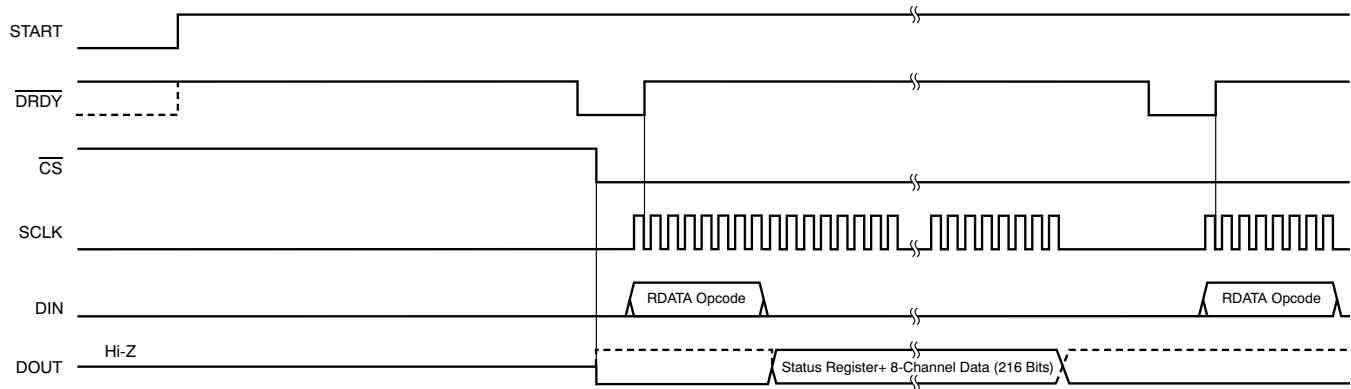 START
DRDY
CS
SCLK
DIN
RDATA Opcode
RDATA Opcode
DOUT
Hi-Z
Status Register+ 8-Channel Data (216 Bits)